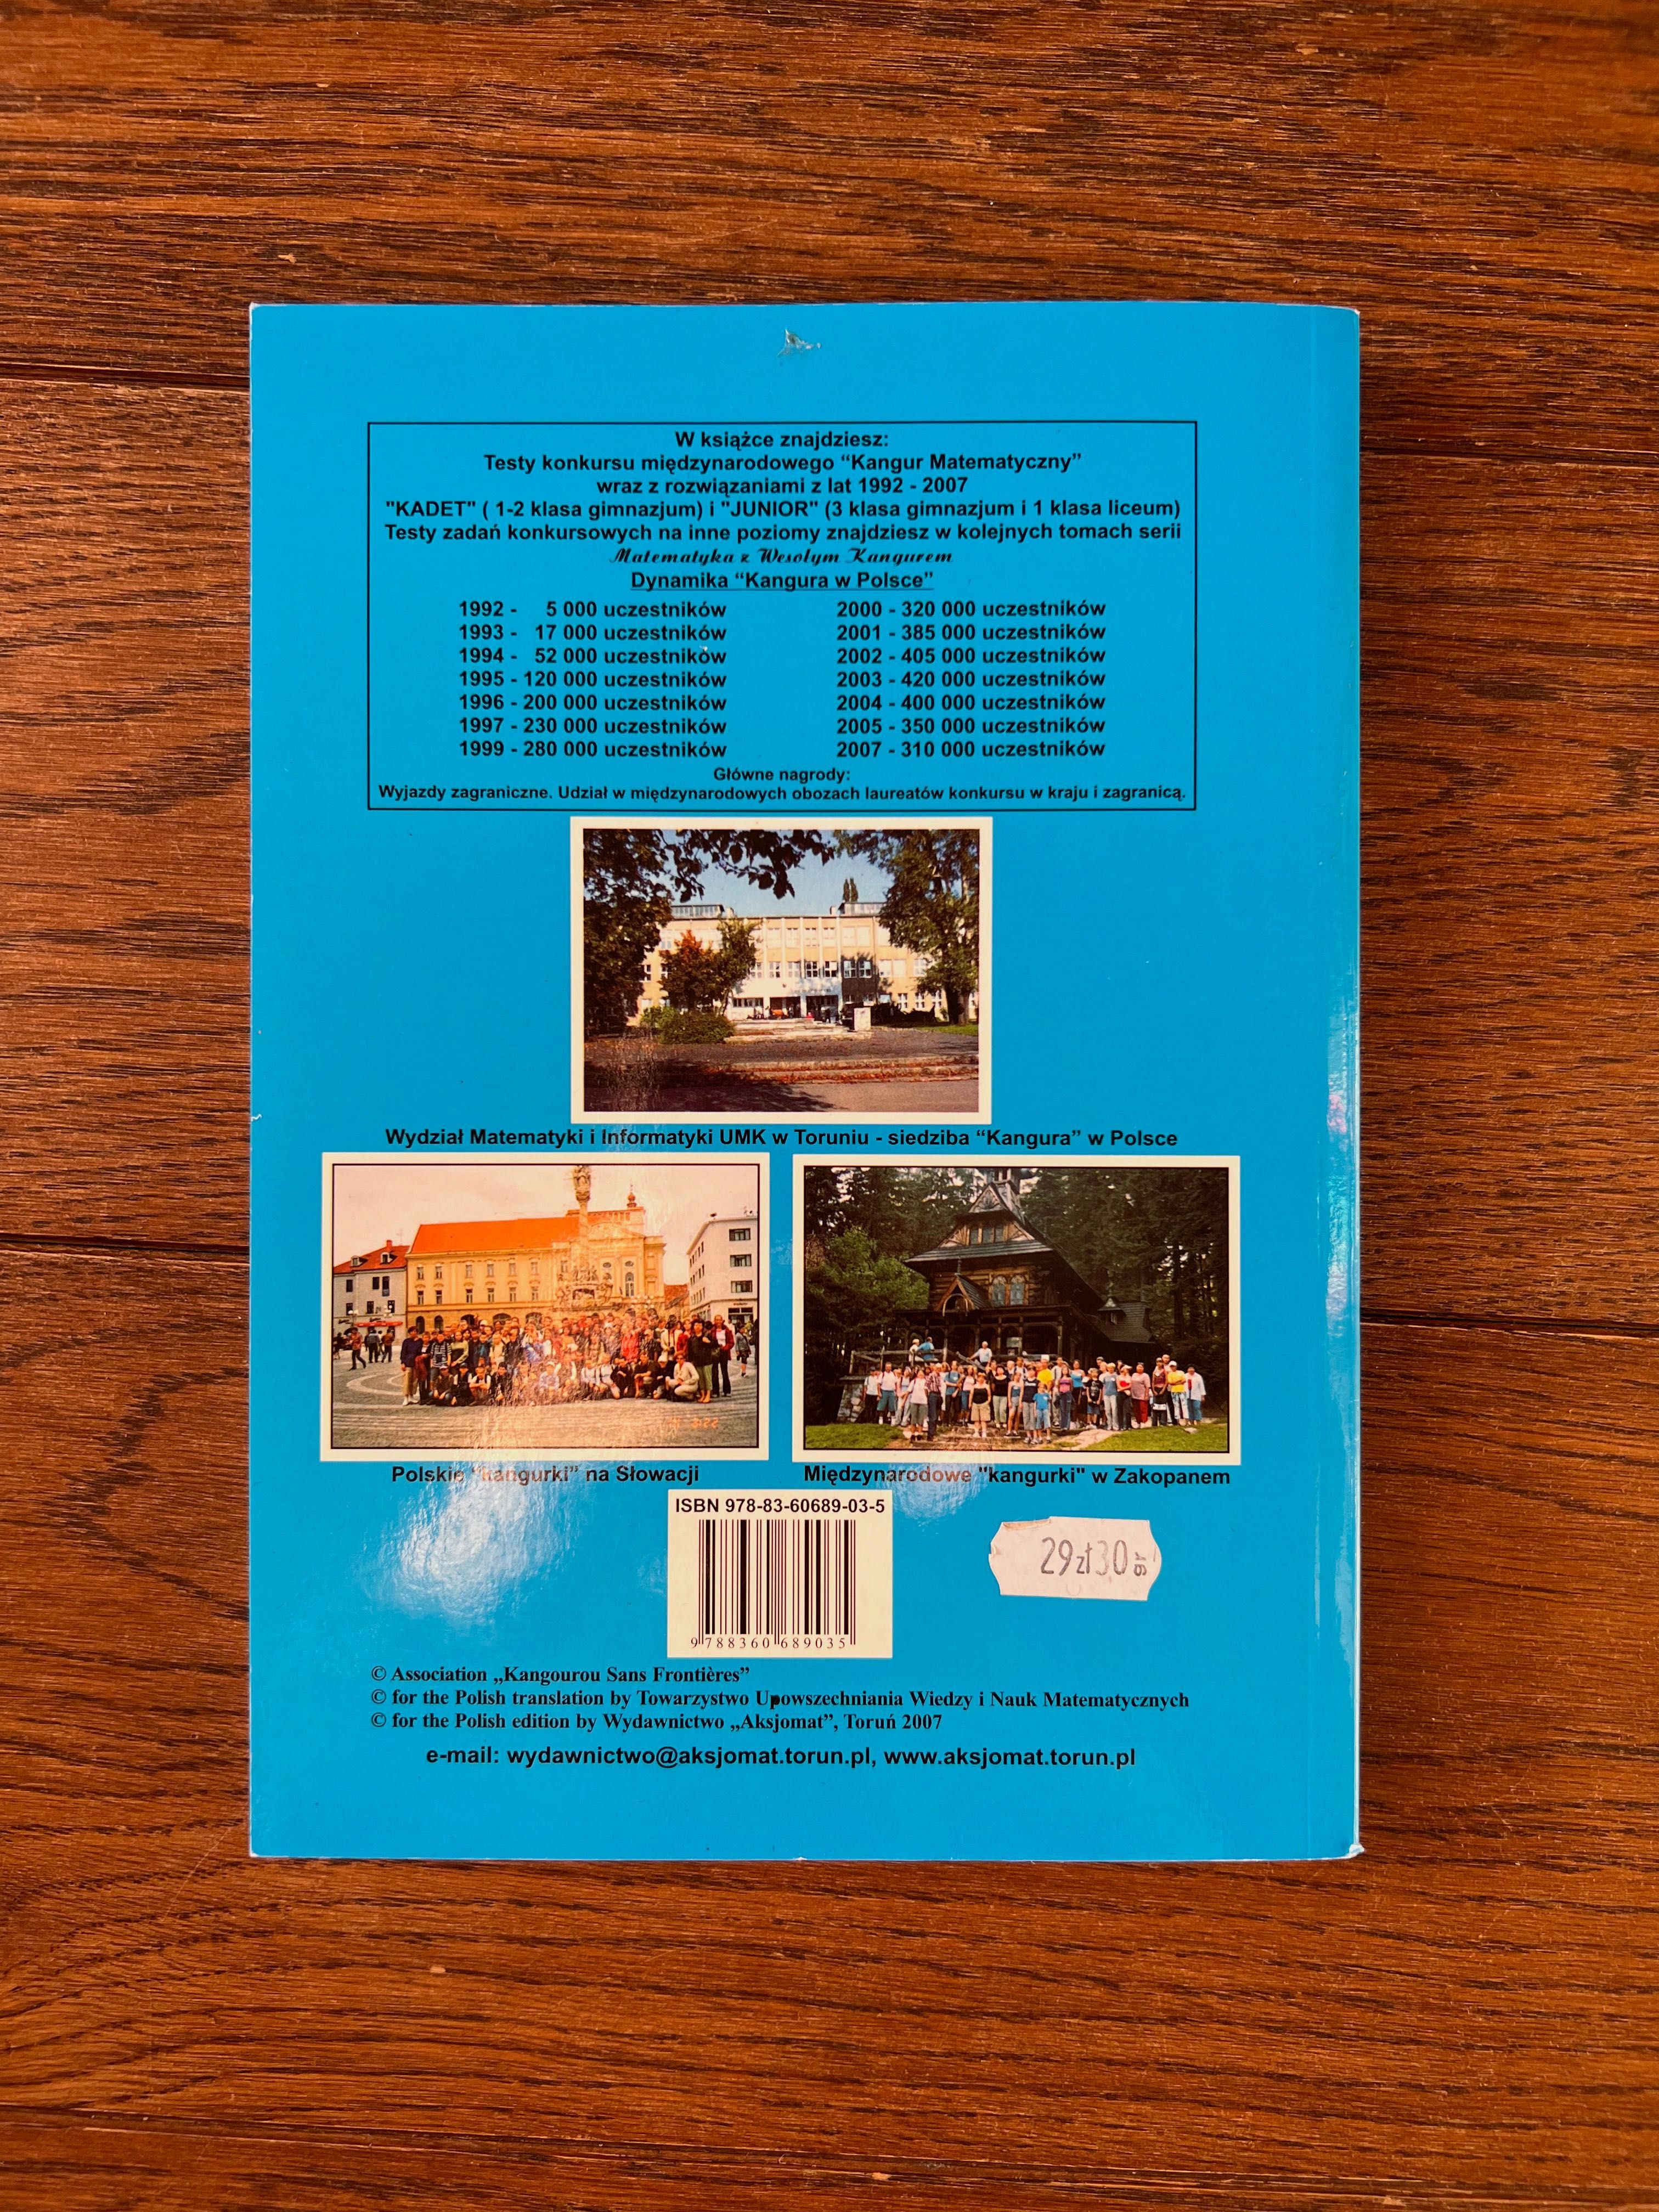 W książce znajdziesz:
Testy konkursu międzynarodowego “Kangur Matematyczny”
wraz z rozwiązaniami z lat 1992 - 2007
"KADET" ( 1-2 klasa gimnazjum) i "JUNIOR" (3 klasa gimnazjum i 1 klasa liceum)
Testy zadań konkursowych na inne poziomy znajdziesz w kolejnych tomach serii
Matematyka z Wesołym Kangurem
Dynamika “Kangura w Polsce”
1992 - 5 000 uczestników
1993 - 17 000 uczestników
1994 - 52 000 uczestników
1995 - 120 000 uczestników
1996 - 200 000 uczestników
1997 - 230 000 uczestników
1999 - 280 000 uczestników
2000 - 320 000 uczestników
2001 - 385 000 uczestników
2002 - 405 000 uczestników
2003 - 420 000 uczestników
2004 - 400 000 uczestników
2005 - 350 000 uczestników
2007 - 310 000 uczestników
Główne nagrody:
Wyjazdy zagraniczne. Udział w międzynarodowych obozach laureatów konkursu w kraju i zagranicą.
Wydział Matematyki i Informatyki UMK w Toruniu - siedziba “Kangura” w Polsce
Polskie “kangurki” na Słowacji
Międzynarodowe "kangurki" w Zakopanem
ISBN 978-83-60689-03-5
9 788360 689035
29zł30gr
© Association „Kangourou Sans Frontières”
© for the Polish translation by Towarzystwo Upowszechniania Wiedzy i Nauk Matematycznych
© for the Polish edition by Wydawnictwo „Aksjomat”, Toruń 2007
e-mail: wydawnictwo@aksjomat.torun.pl, www.aksjomat.torun.pl